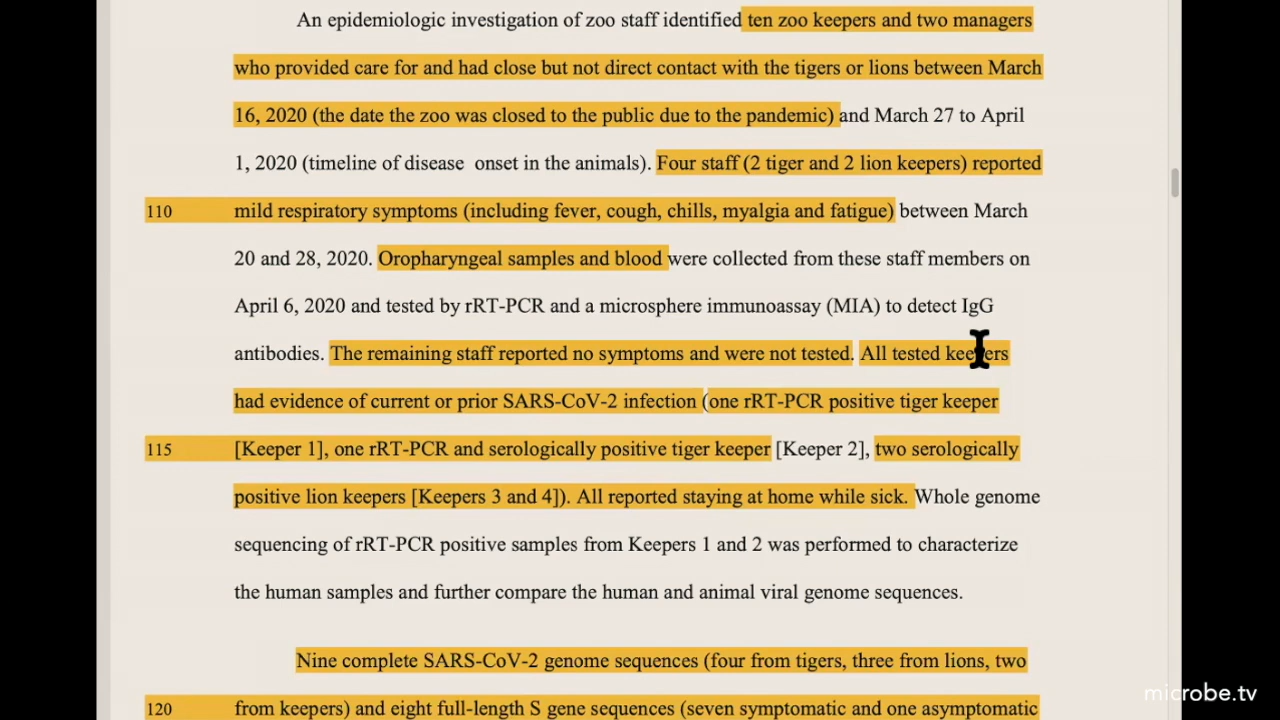 An epidemiologic investigation of zoo staff identified ten zoo keepers and two managers
who provided care for and had close but not direct contact with the tigers or lions between March
16, 2020 (the date the zoo was closed to the public due to the pandemic) and March 27 to April
1, 2020 (timeline of disease onset in the animals). Four staff (2 tiger and 2 lion keepers) reported
110 mild respiratory symptoms (including fever, cough, chills, myalgia and fatigue) between March
20 and 28, 2020. Oropharyngeal samples and blood were collected from these staff members on
April 6, 2020 and tested by rRT-PCR and a microsphere immunoassay (MIA) to detect IgG
antibodies. The remaining staff reported no symptoms and were not tested. All tested keepers
had evidence of current or prior SARS-CoV-2 infection (one rRT-PCR positive tiger keeper
115 [Keeper 1], one rRT-PCR and serologically positive tiger keeper [Keeper 2], two serologically
positive lion keepers [Keepers 3 and 4]). All reported staying at home while sick. Whole genome
sequencing of rRT-PCR positive samples from Keepers 1 and 2 was performed to characterize
the human samples and further compare the human and animal viral genome sequences.
Nine complete SARS-CoV-2 genome sequences (four from tigers, three from lions, two
120 from keepers) and eight full-length S gene sequences (seven symptomatic and one asymptomatic
microbe.tv